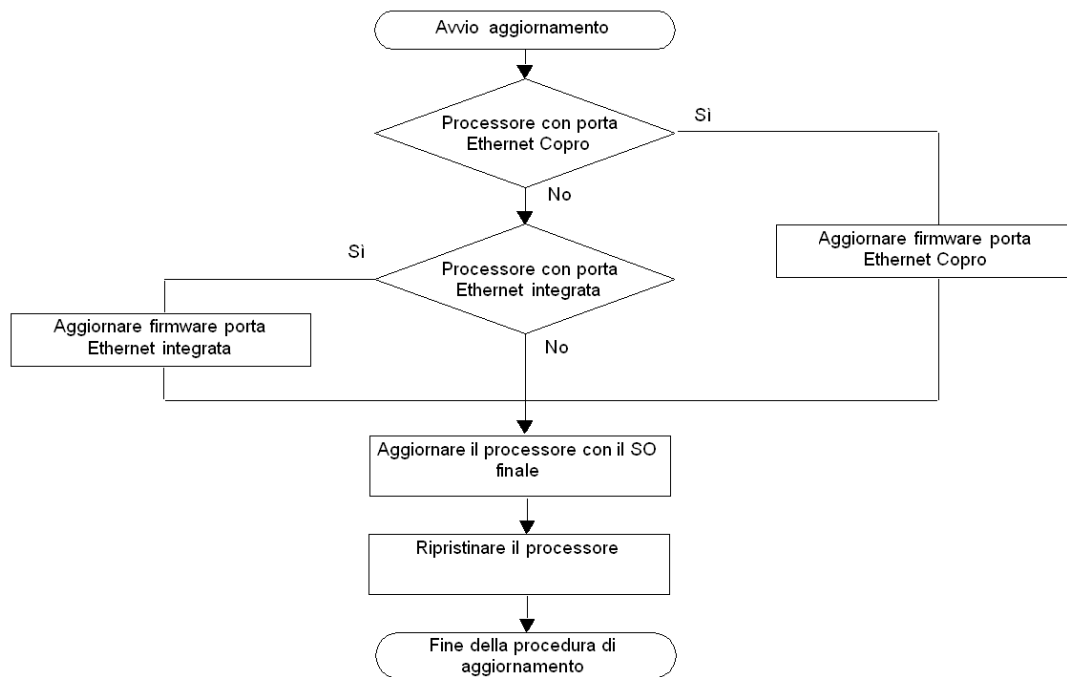 Avvio aggiornamento
Processore con porta
Ethernet Copro
Sì
No
Processore con porta
Ethernet integrata
Sì
Aggiornare firmware porta
Ethernet Copro
Aggiornare firmware porta
Ethernet integrata
No
Aggiornare il processore con il SO
finale
Ripristinare il processore
Fine della procedura di
aggiornamento